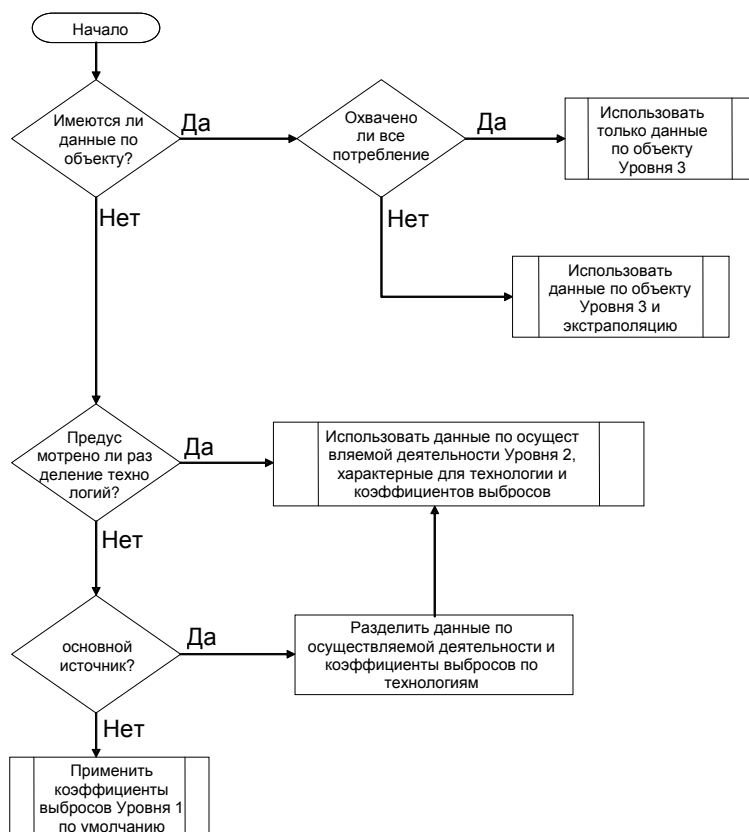 Начало
Имеются ли
данные по
объекту?
Да
Охвачено
ли все
потребление
Да
Использовать
только данные
по объекту
Уровня 3
Нет
Нет
Использовать
данные по объекту
Уровня 3 и
экстраполяцию
Предус
мотрено ли раз
деление техно
логий?
Да
Использовать данные по осущест
вляемой деятельности Уровня 2,
характерные для технологии и
коэффициентов выбросов
Нет
основной
источник?
Да
Разделить данные по
осуществляемой деятельности и
коэффициенты выбросов по
технологиям
Нет
Применить
коэффициенты
выбросов Уровня 1
по умолчанию